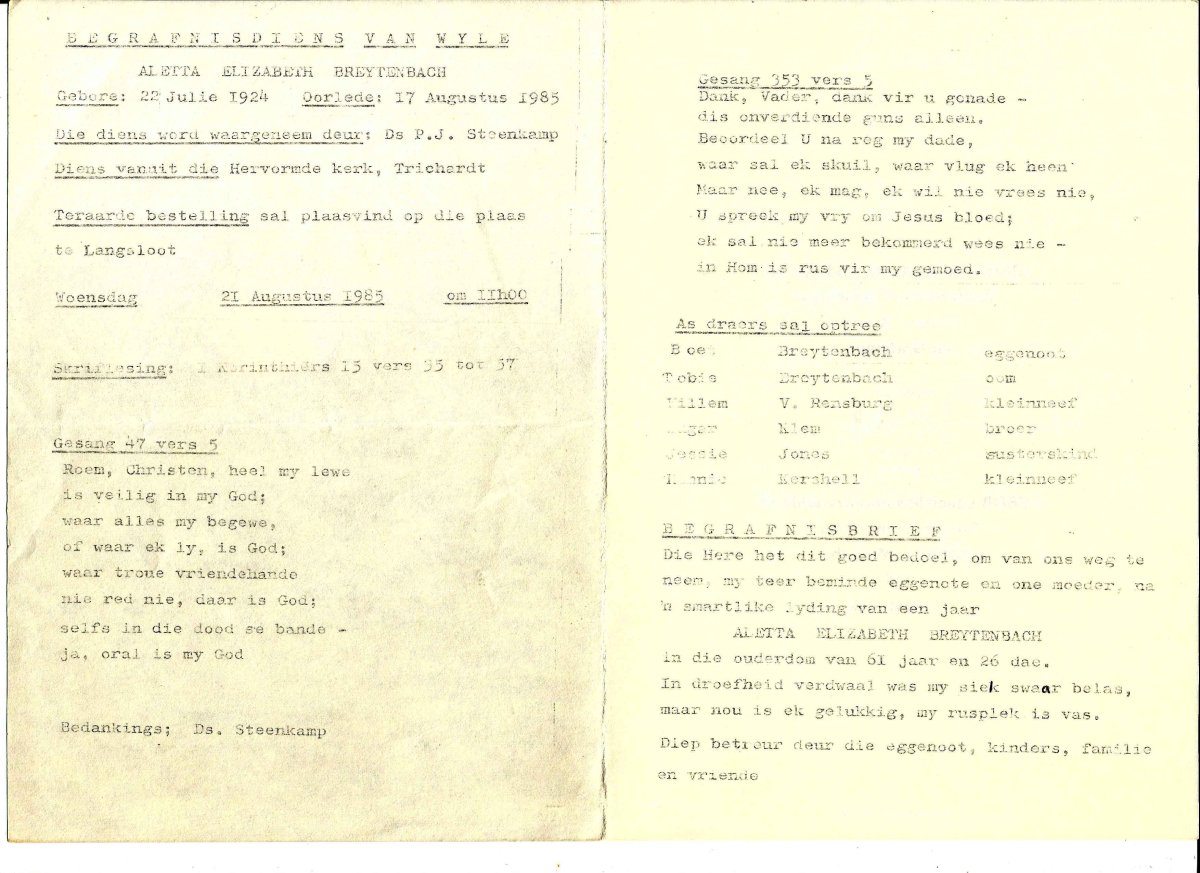 BEGRAFNISDIENS VAN WYLE
ALETTA ELIZABETH BREYTENBACH
Gebore: 22 Julie 1924 Oorlede: 17 Augustus 1985
Die diens word waargeneem deur: Ds P.J. Steenkamp
Diens vanuit die Hervormde kerk, Trichardt
Teraarde bestelling sal plaasvind op die plaas
te Langsloot
Woensdag 21 Augustus 1985 om 11h00
Skriflesing: I Korinthiërs 15 vers 35 tot 37
Gesang 47 vers 5
Roem, Christen, heel my lewe
is veilig in my God;
waar alles my begewe,
of waar ek ly, is God;
waar troue vriendehande
nie red nie, daar is God;
selfs in die dood se bande -
ja, oral is my God
Bedankings; Ds. Steenkamp
Gesang 353 vers 5
Dank, Vader, dank vir u genade -
dis onverdiende guns alleen.
Beoordeel U na reg my dade,
waar sal ek skuil, waar vlug ek heen
Maar nee, ek mag, ek wil nie vrees nie,
U spreek my vry om Jesus bloed;
ek sal nie meer bekommerd wees nie -
in Hom is rus vir my gemoed.
As draers sal optree
Boet Breytenbach eggenoot
Tobie Breytenbach oom
Willem V. Rensburg kleinneef
Klem broer
Jessie Jones susterskind
Kershell kleinneef
BEGRAFNISBRIEF
Die Here het dit goed bedoel, om van ons weg te
neem, my teer beminde eggenote en ons moeder, na
'n smartlike lyding van een jaar
ALETTA ELIZABETH BREYTENBACH
in die ouderdom van 61 jaar en 26 dae.
In droefheid verdwaal was my siek swaar belas,
maar nou is ek gelukkig, my rusplek is vas.
Diep betreur deur die eggenoot, kinders, familie
en vriende